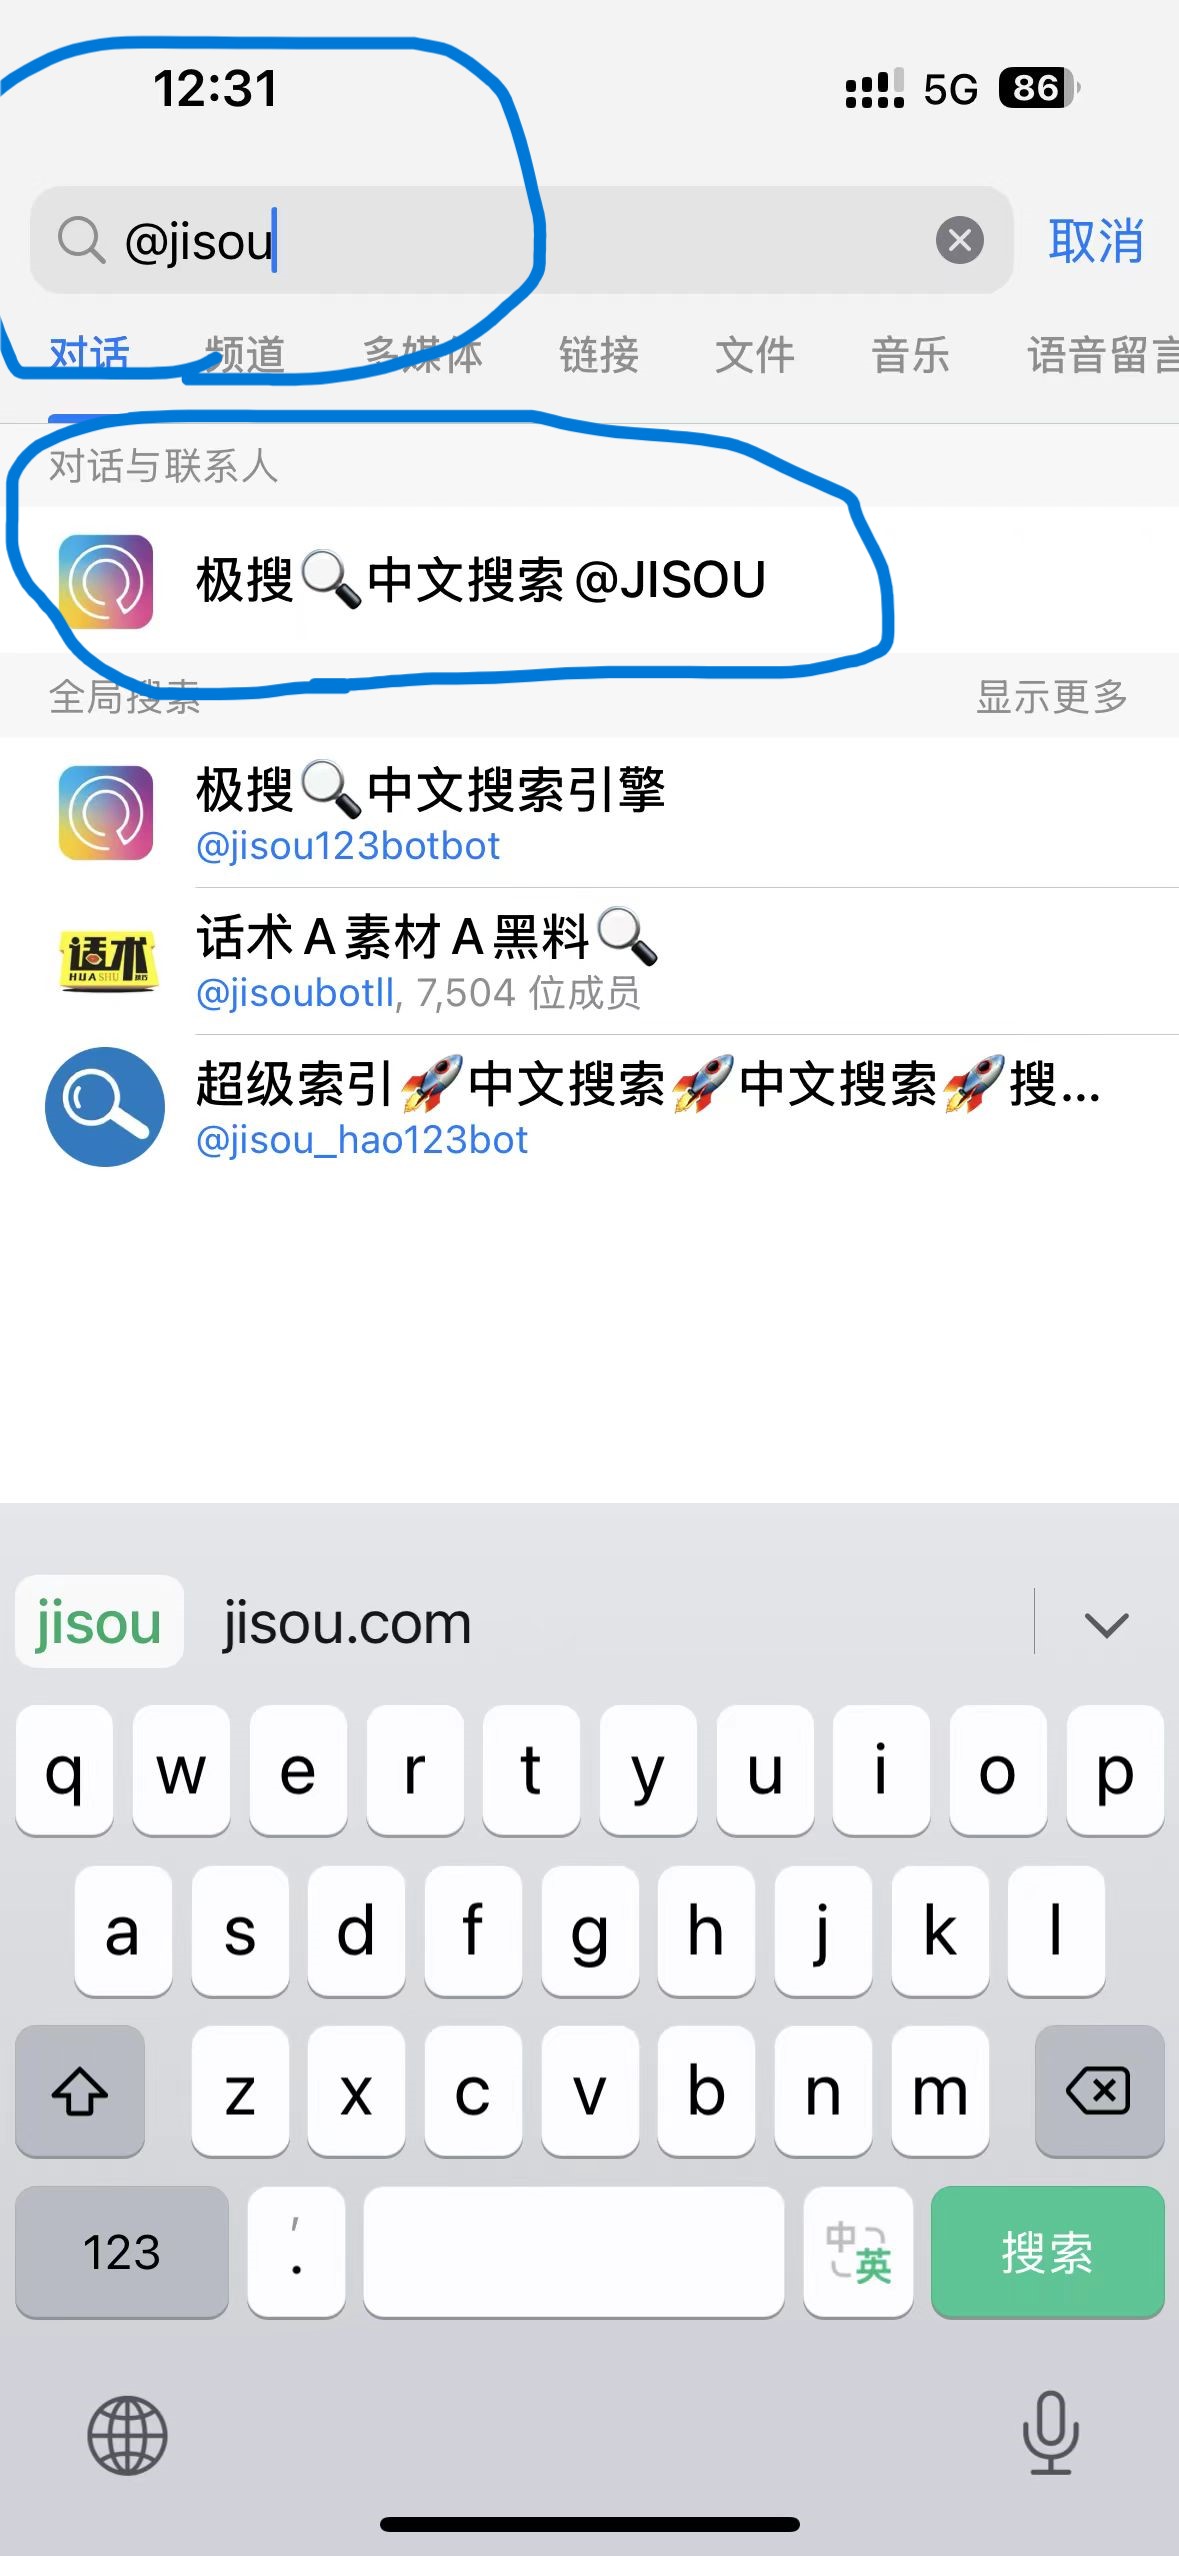 12:31 5G 86
@jisou 取消
对话 频道 多媒体 链接 文件 音乐 语音留言
对话与联系人
极搜🔍中文搜索 @JISOU
全局搜索 显示更多
极搜🔍中文搜索引擎
@jisou123botbot
话术 HUASHU
话术 A 素材 A 黑料🔍
@jisoubotll, 7,504 位成员
超级索引🚀中文搜索🚀中文搜索🚀搜...
@jisou_hao123bot
jisou jisou.com
q w e r t y u i o p
a s d f g h j k l
z x c v b n m
123 , . 中 英 搜索